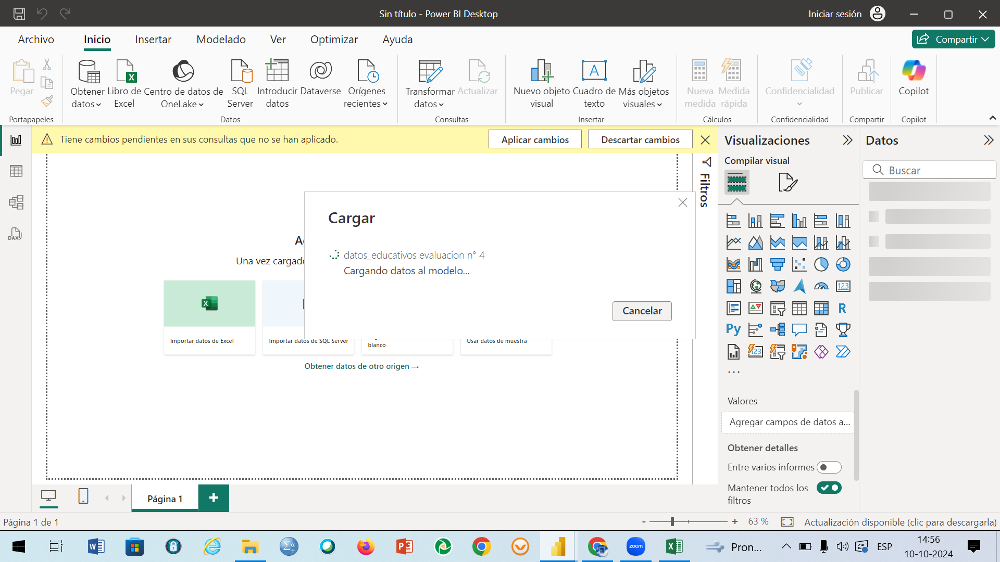 Sin título - Power BI Desktop
Iniciar sesión
Archivo
Inicio
Insertar
Modelado
Ver
Optimizar
Ayuda
Compartir
Pegar
Portapapeles
Obtener
datos
Libro de
Excel
Centro de datos de
OneLake
SQL
Server
Introducir
datos
Dataverse
Orígenes
recientes
Datos
Transformar
datos
Actualizar
Consultas
Nuevo objeto
visual
Cuadro de
texto
Más objetos
visuales
Insertar
Nueva
medida
Medida
rápida
Cálculos
Confidencialidad
Confidencialidad
Publicar
Compartir
Copilot
Copilot
Tiene cambios pendientes en sus consultas que no se han aplicado.
Aplicar cambios
Descartar cambios
DAX
Filtros
Una vez cargado
Cargar
datos_educativos evaluacion n° 4
Cargando datos al modelo...
Cancelar
Importar datos de Excel
Importar datos de SQL Server
blanco
Usar datos de muestra
Obtener datos de otro origen →
Visualizaciones
Compilar visual
123
R
Py
123
...
Valores
Agregar campos de datos a...
Obtener detalles
Entre varios informes
Mantener todos los
filtros
Datos
Buscar
Página 1
+
Página 1 de 1
- + 63 %
Actualización disponible (clic para descargarla)
zoom
Pron...
ESP
14:56
10-10-2024